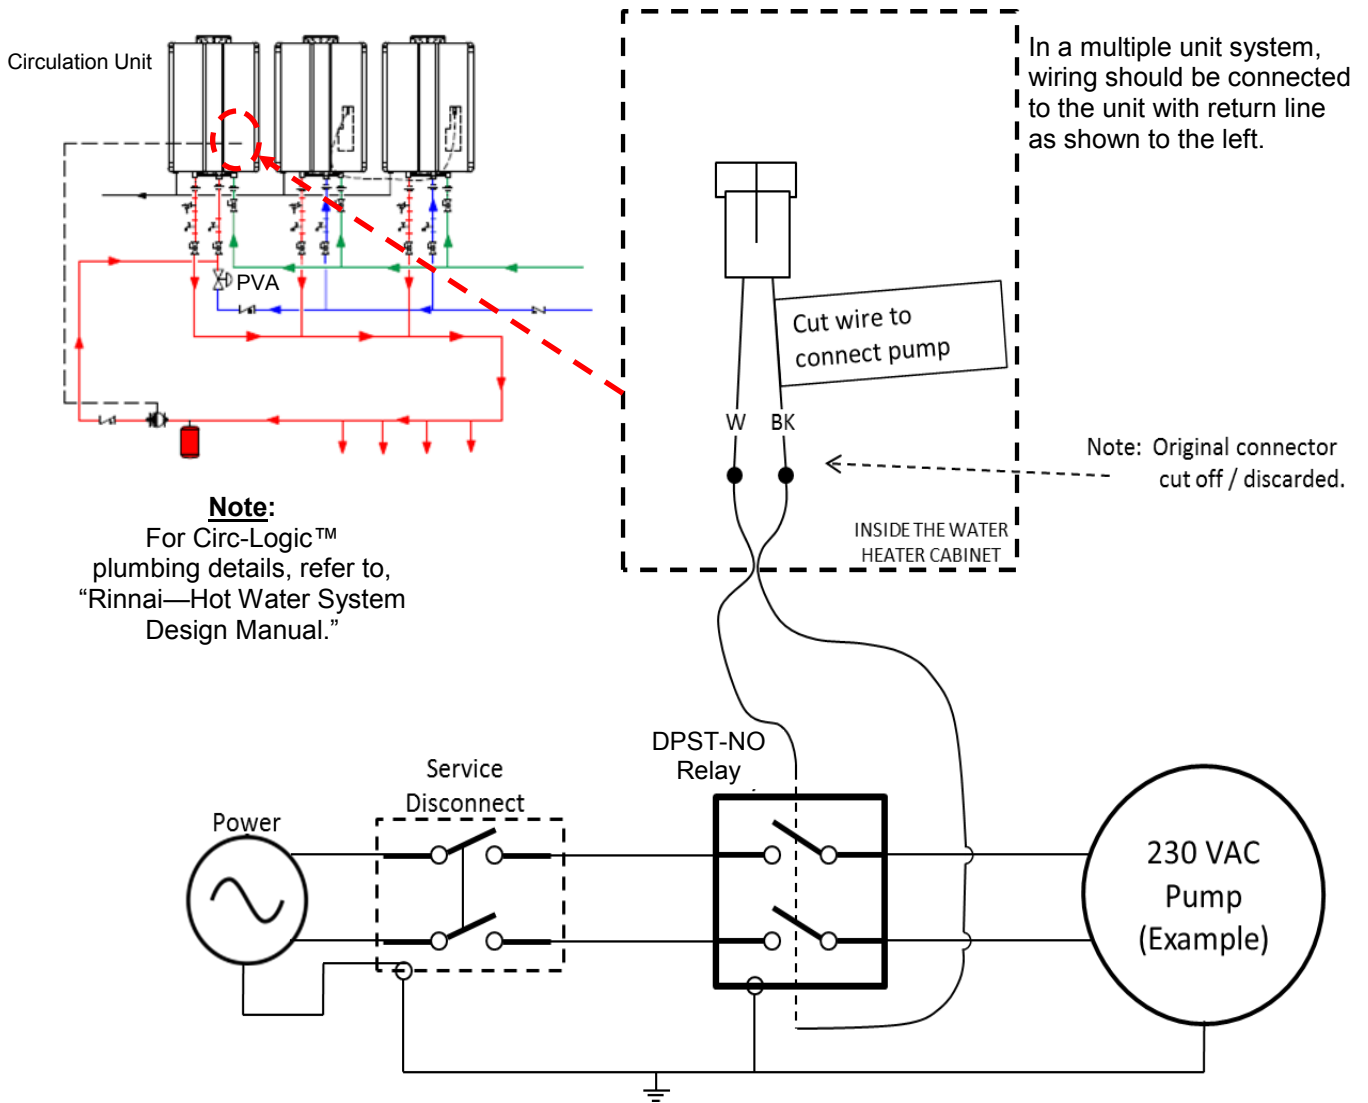 Circulation Unit
In a multiple unit system,
wiring should be connected
to the unit with return line
as shown to the left.
PVA
Cut wire to
connect pump
W BK
Note: Original connector
cut off / discarded.
INSIDE THE WATER
HEATER CABINET
Note:
For Circ-Logic™
plumbing details, refer to,
“Rinnai—Hot Water System
Design Manual.”
DPST-NO
Relay
Service
Disconnect
Power
230 VAC
Pump
(Example)